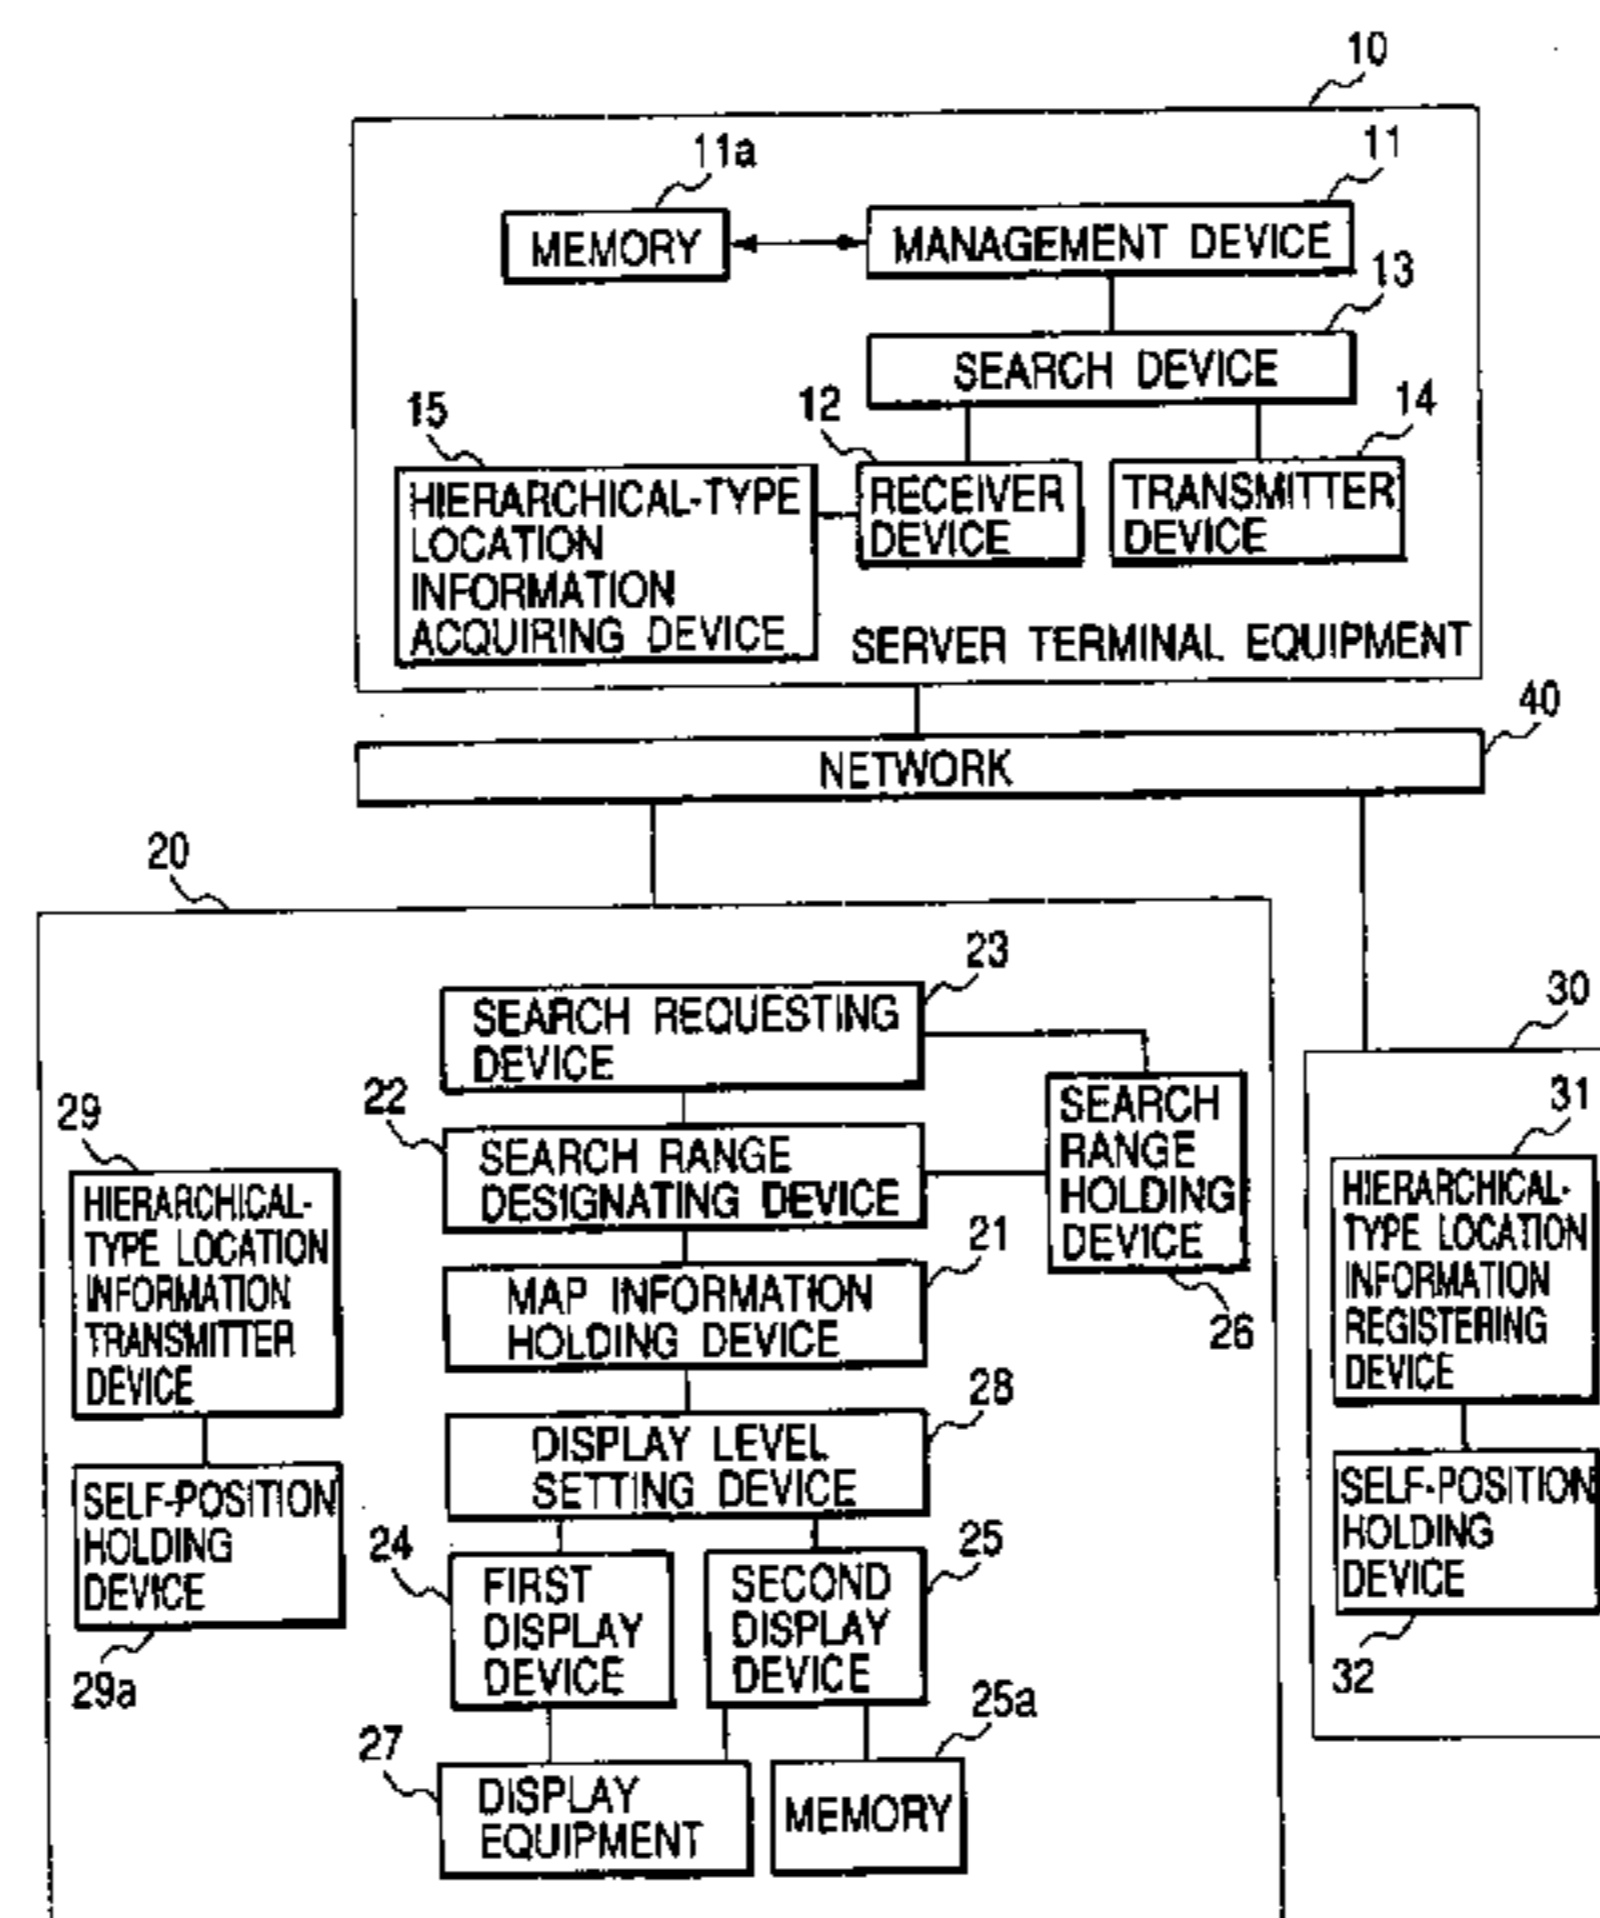 10
11a
11
MEMORY
MANAGEMENT DEVICE
13
SEARCH DEVICE
15
12
14
HIERARCHICAL-TYPE
LOCATION
INFORMATION
ACQUIRING DEVICE
RECEIVER
DEVICE
TRANSMITTER
DEVICE
SERVER TERMINAL EQUIPMENT
40
NETWORK
20
23
SEARCH REQUESTING
DEVICE
22
SEARCH RANGE
DESIGNATING DEVICE
SEARCH
RANGE
HOLDING
DEVICE
26
29
HIERARCHICAL-
TYPE LOCATION
INFORMATION
TRANSMITTER
DEVICE
21
MAP INFORMATION
HOLDING DEVICE
28
DISPLAY LEVEL
SETTING DEVICE
SELF-POSITION
HOLDING
DEVICE
29a
24
FIRST
DISPLAY
DEVICE
25
SECOND
DISPLAY
DEVICE
25a
27
DISPLAY
EQUIPMENT
MEMORY
30
31
HIERARCHICAL-
TYPE LOCATION
INFORMATION
REGISTERING
DEVICE
SELF-POSITION
HOLDING
DEVICE
32